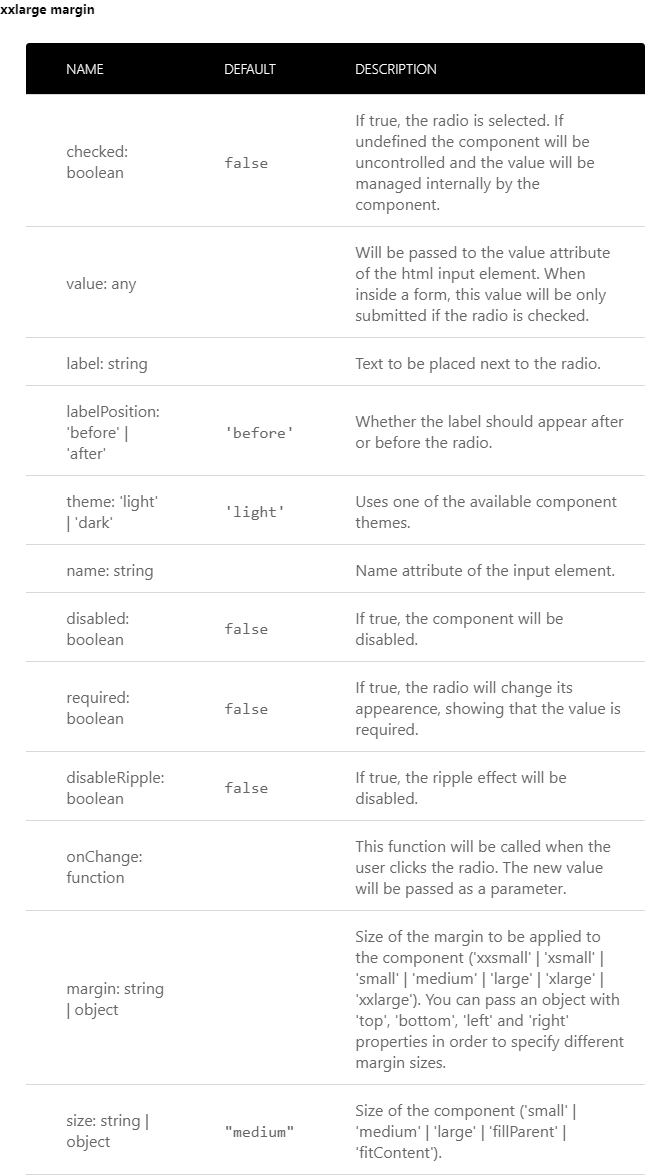 xxlarge margin
NAME DEFAULT DESCRIPTION
checked: boolean
false
If true, the radio is selected. If
undefined the component will be
uncontrolled and the value will be
managed internally by the
component.
value: any
Will be passed to the value attribute
of the html input element. When
inside a form, this value will be only
submitted if the radio is checked.
label: string
Text to be placed next to the radio.
labelPosition:
'before' |
'after'
'before'
Whether the label should appear after
or before the radio.
theme: 'light'
| 'dark'
'light'
Uses one of the available component
themes.
name: string
Name attribute of the input element.
disabled:
boolean
false
If true, the component will be
disabled.
required:
boolean
false
If true, the radio will change its
appearence, showing that the value is
required.
disableRipple:
boolean
false
If true, the ripple effect will be
disabled.
onChange:
function
This function will be called when the
user clicks the radio. The new value
will be passed as a parameter.
margin: string
| object
Size of the margin to be applied to
the component ('xxsmall' | 'xsmall' |
'small' | 'medium' | 'large' | 'xlarge' |
'xxlarge'). You can pass an object with
'top', 'bottom', 'left' and 'right'
properties in order to specify different
margin sizes.
size: string |
object
"medium"
Size of the component ('small' |
'medium' | 'large' | 'fillParent' |
'fitContent').